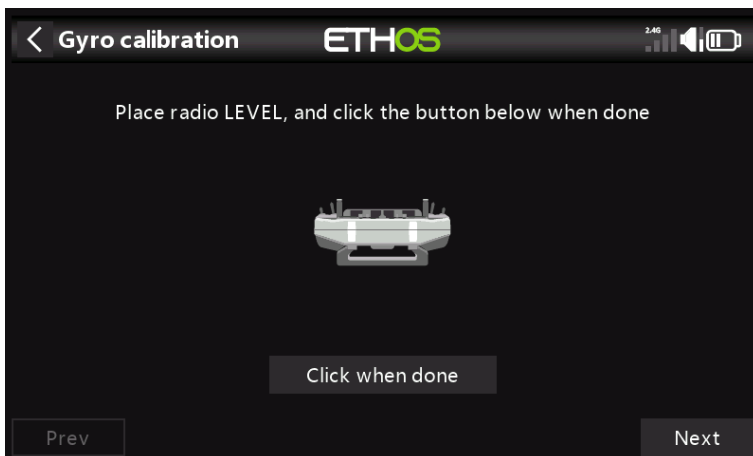 Gyro calibration
ETHOS
2.4G
Place radio LEVEL, and click the button below when done
Click when done
Prev
Next